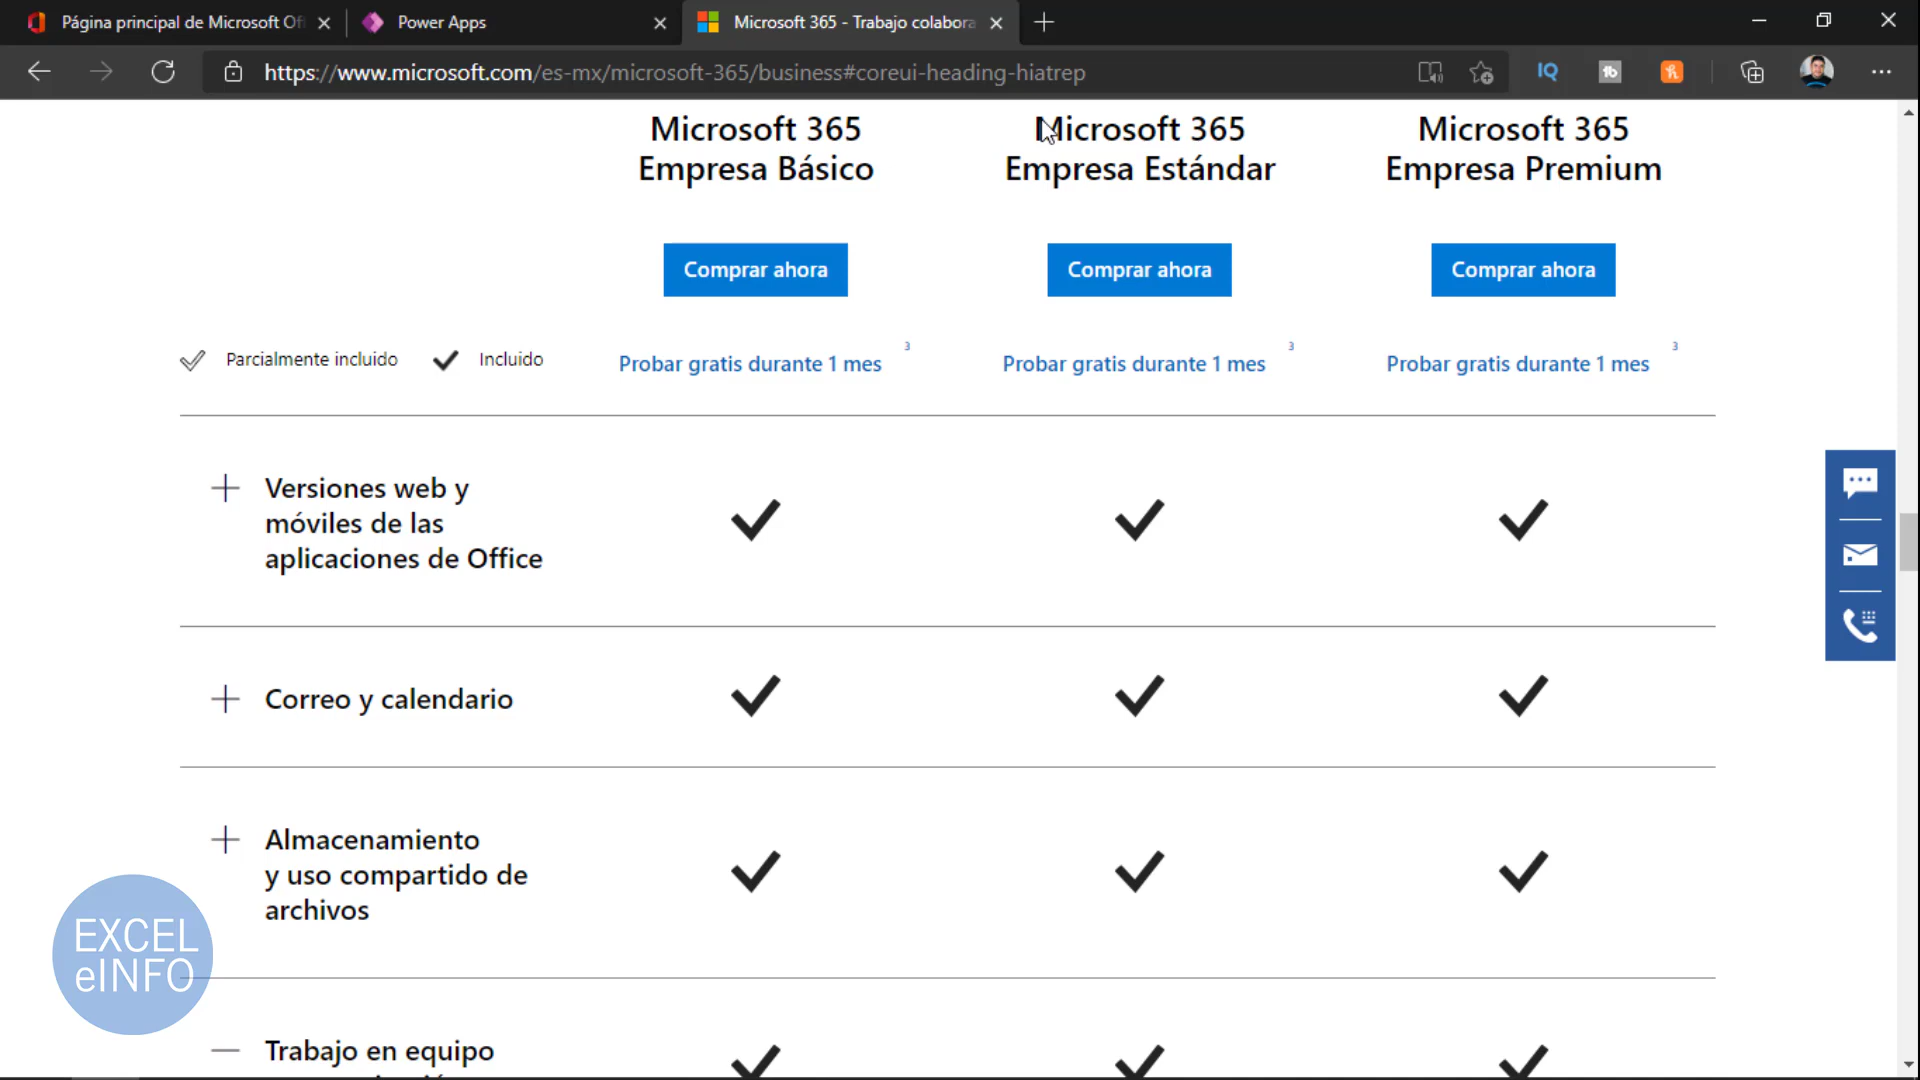 Página principal de Microsoft Of
Power Apps
Microsoft 365 - Trabajo colabora
https://www.microsoft.com/es-mx/microsoft-365/business#coreui-heading-hiatrep
IQ
tb
Microsoft 365
Empresa Básico
Microsoft 365
Empresa Estándar
Microsoft 365
Empresa Premium
Comprar ahora
Comprar ahora
Comprar ahora
Parcialmente incluido
Incluido
Probar gratis durante 1 mes 3
Probar gratis durante 1 mes 3
Probar gratis durante 1 mes 3
Versiones web y
móviles de las
aplicaciones de Office
Correo y calendario
Almacenamiento
y uso compartido de
archivos
EXCEL
eINFO
Trabajo en equipo